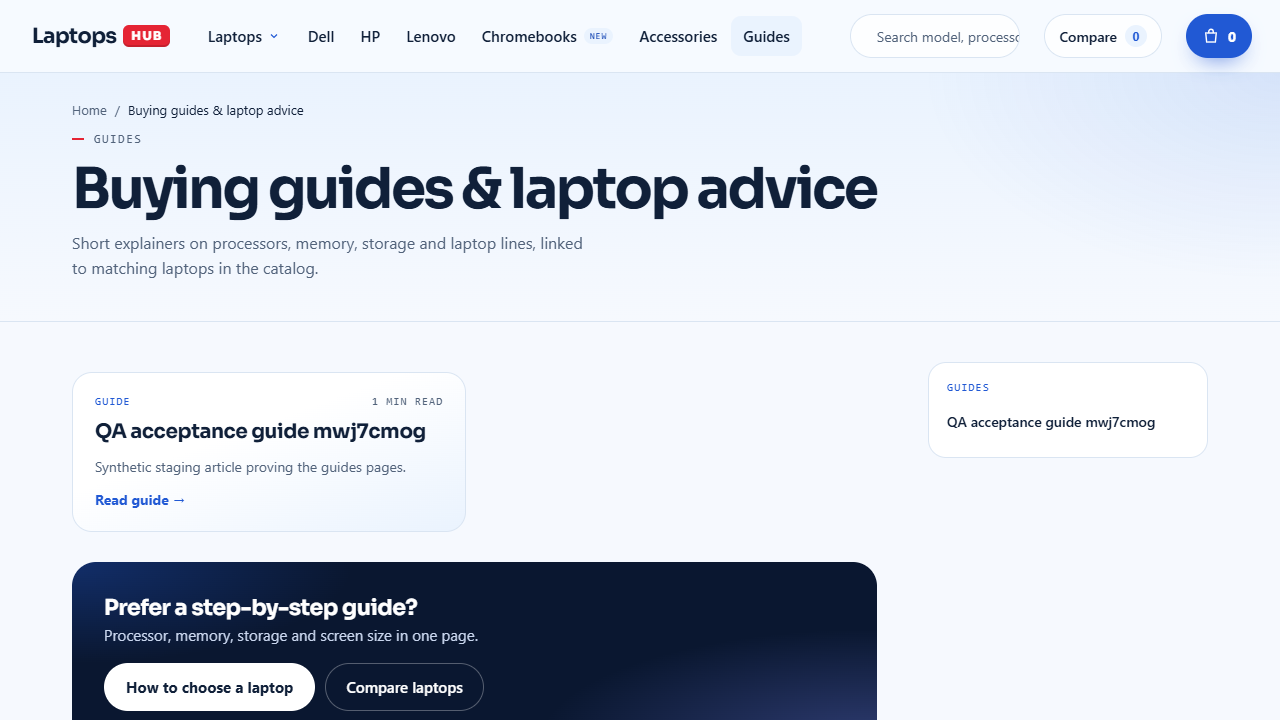 Laptops HUB
Laptops Dell HP Lenovo Chromebooks NEW Accessories Guides
Search model, processo
Compare 0
0
Home / Buying guides & laptop advice
GUIDES
Buying guides & laptop advice
Short explainers on processors, memory, storage and laptop lines, linked
to matching laptops in the catalog.
GUIDE 1 MIN READ
QA acceptance guide mwj7cmog
Synthetic staging article proving the guides pages.
Read guide →
GUIDES
QA acceptance guide mwj7cmog
Prefer a step-by-step guide?
Processor, memory, storage and screen size in one page.
How to choose a laptop Compare laptops